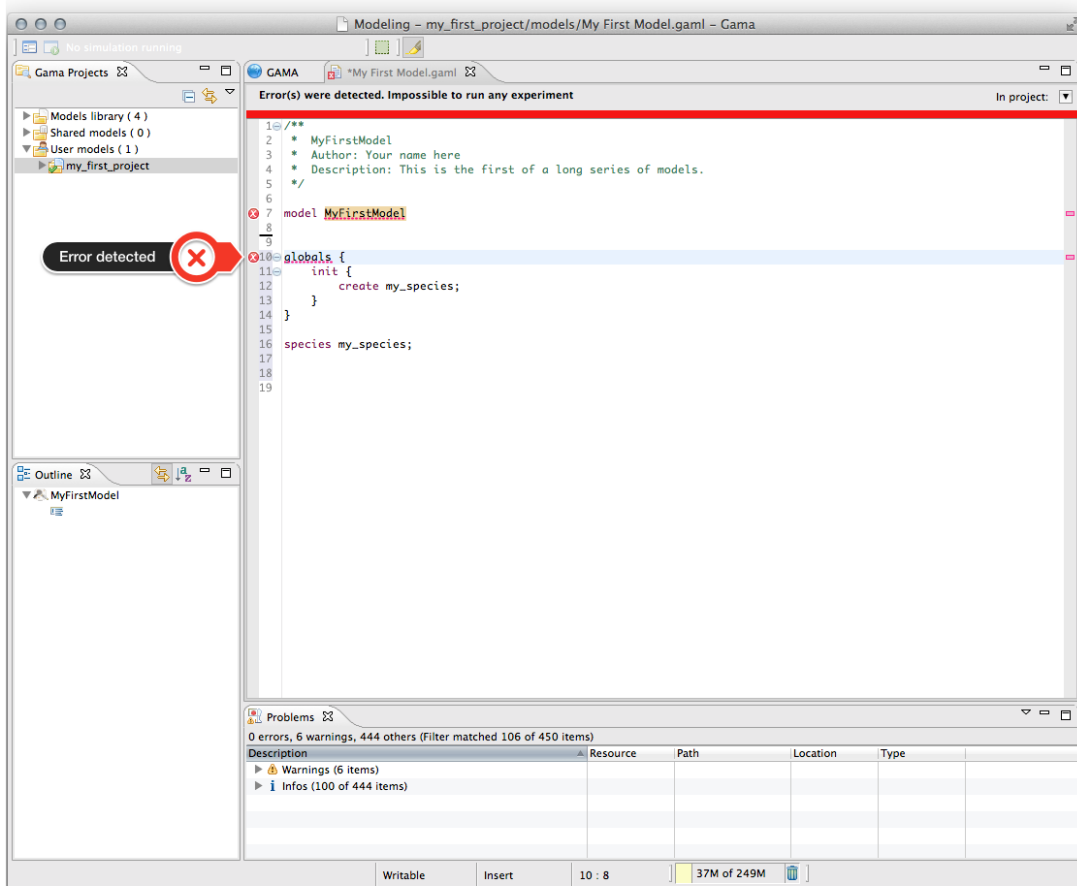 Modeling – my_first_project/models/My First Model.gaml – Gama
No simulation running
Gama Projects
Models library ( 4 )
Shared models ( 0 )
User models ( 1 )
my_first_project
GAMA
*My First Model.gaml
Error(s) were detected. Impossible to run any experiment
In project:
1 /**
2  *  MyFirstModel
3  *  Author: Your name here
4  *  Description: This is the first of a long series of models.
5  */
6
7 model MyFirstModel
8
9
Error detected
10 globals {
11     init {
12         create my_species;
13     }
14 }
15
16 species my_species;
17
18
19
Outline
MyFirstModel
Problems
0 errors, 6 warnings, 444 others (Filter matched 106 of 450 items)
Description Resource Path Location Type
Warnings (6 items)
Infos (100 of 444 items)
Writable Insert 10 : 8 37M of 249M